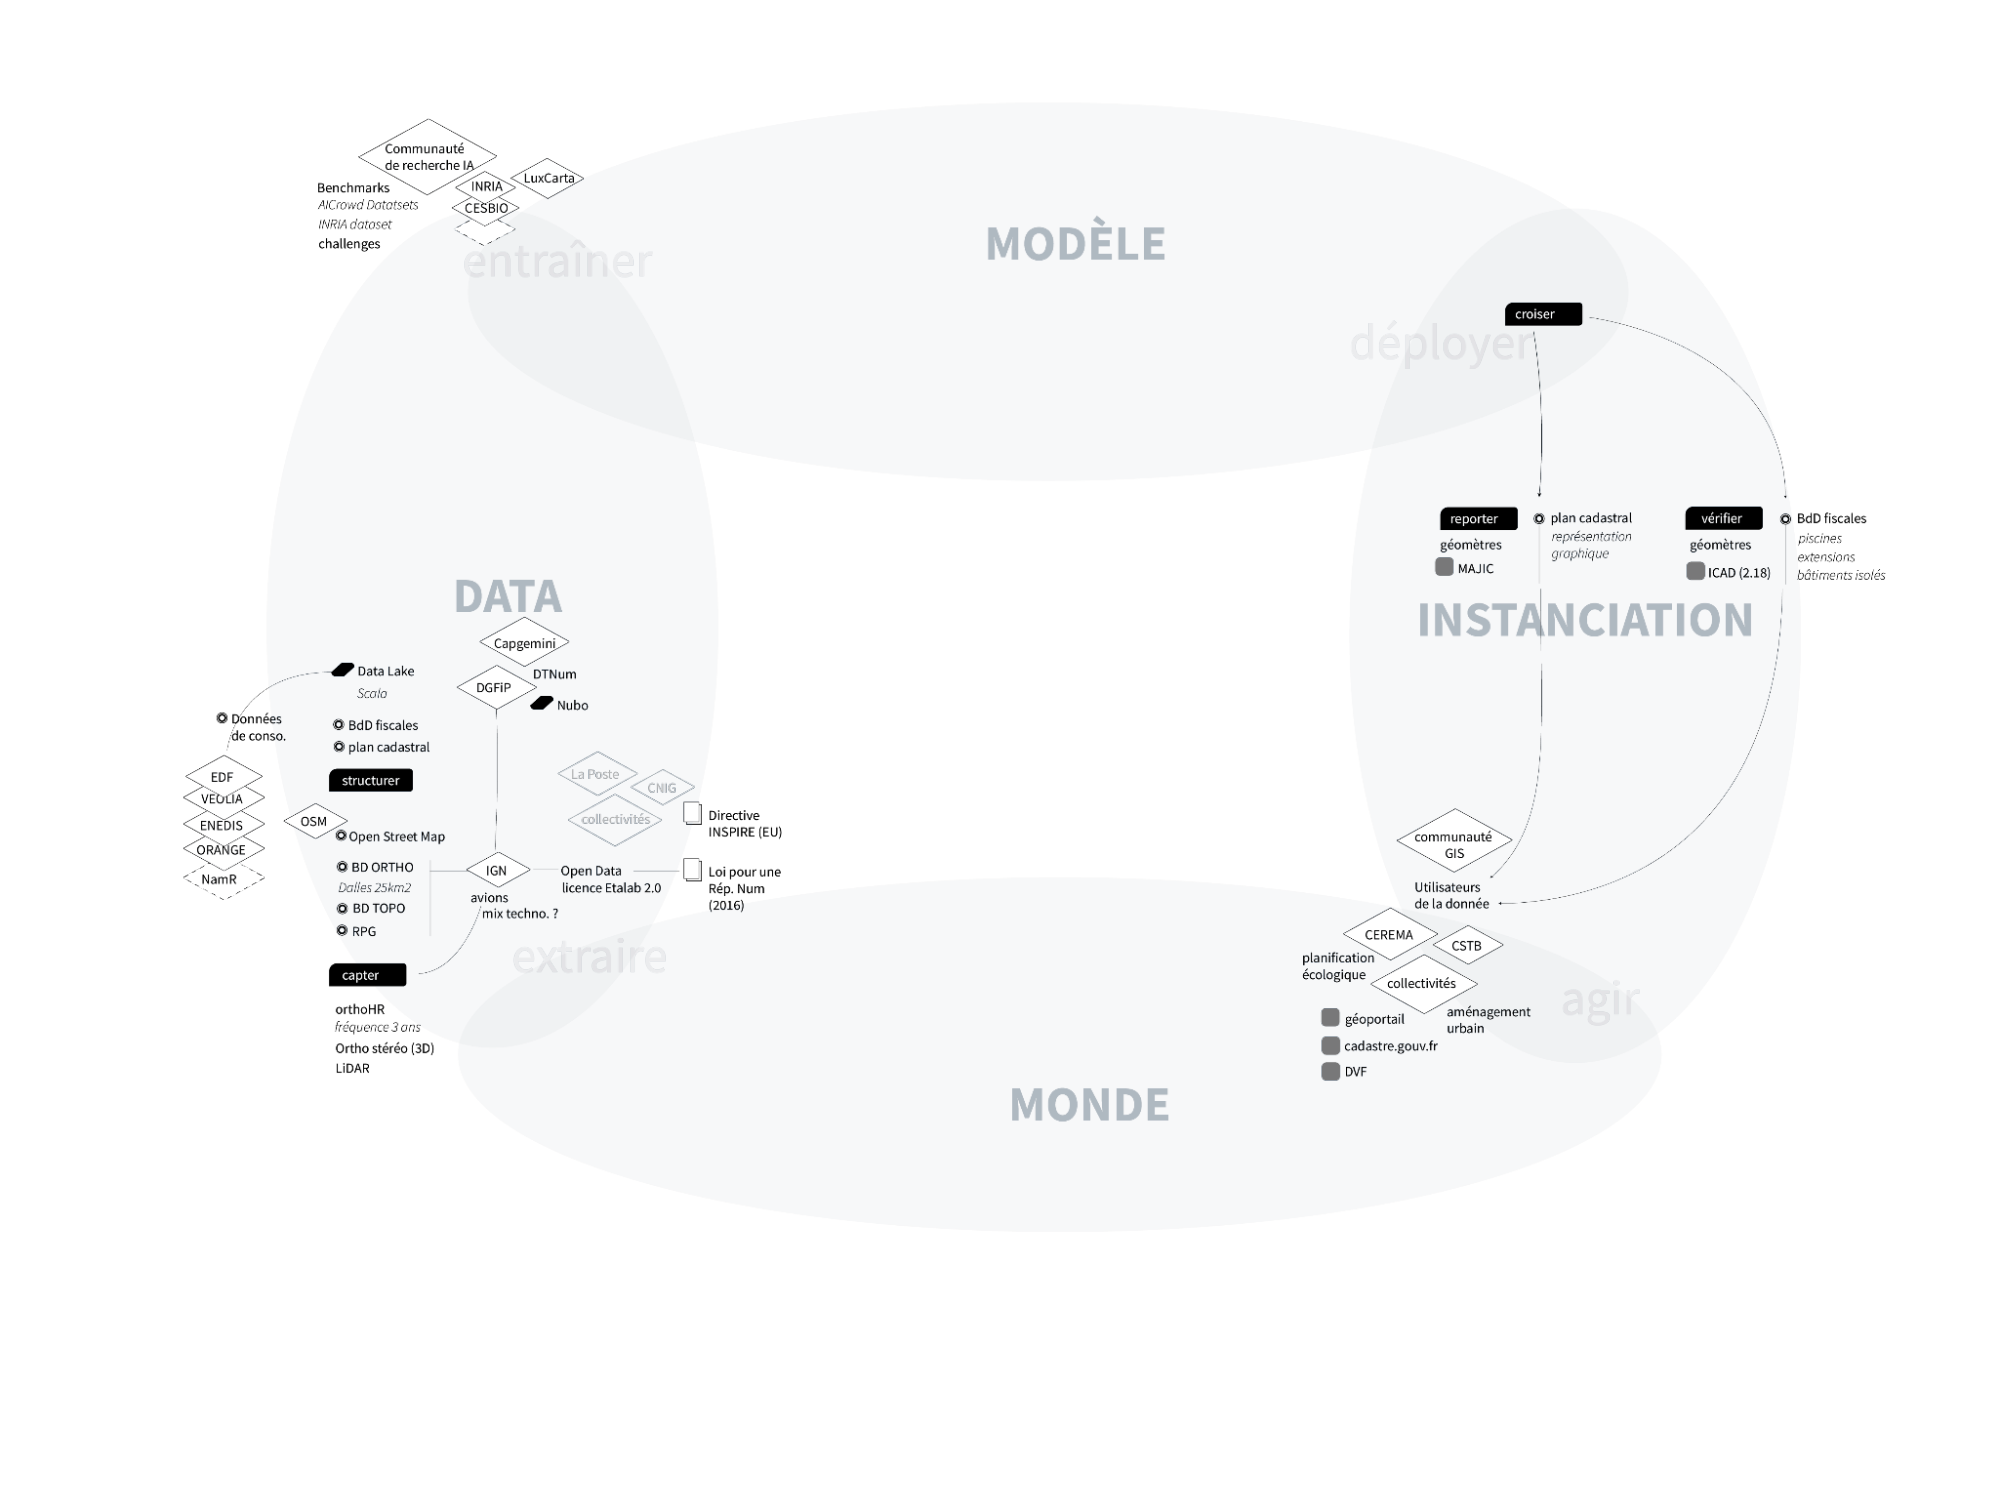 Communauté
de recherche IA
INRIA
LuxCarta
CESBIO
Benchmarks
AICrowd Datatsets
INRIA dataset
challenges
entraîner
MODÈLE
croiser
déployer
reporter
géomètres
MAJIC
plan cadastral
représentation
graphique
vérifier
géomètres
ICAD (2.18)
BdD fiscales
piscines
extensions
bâtiments isolés
DATA
INSTANCIATION
Capgemini
DGFiP
DTNum
Nubo
Data Lake
Scala
Données
de conso.
BdD fiscales
plan cadastral
structurer
EDF
VEOLIA
ENEDIS
ORANGE
NamR
OSM
Open Street Map
BD ORTHO
Dalles 25km2
BD TOPO
RPG
La Poste
CNIG
collectivités
Directive
INSPIRE (EU)
IGN
avions
mix techno. ?
Open Data
licence Etalab 2.0
Loi pour une
Rép. Num
(2016)
extraire
capter
orthoHR
fréquence 3 ans
Ortho stéréo (3D)
LiDAR
communauté
GIS
Utilisateurs
de la donnée
CEREMA
CSTB
planification
écologique
collectivités
aménagement
urbain
agir
géoportail
cadastre.gouv.fr
DVF
MONDE